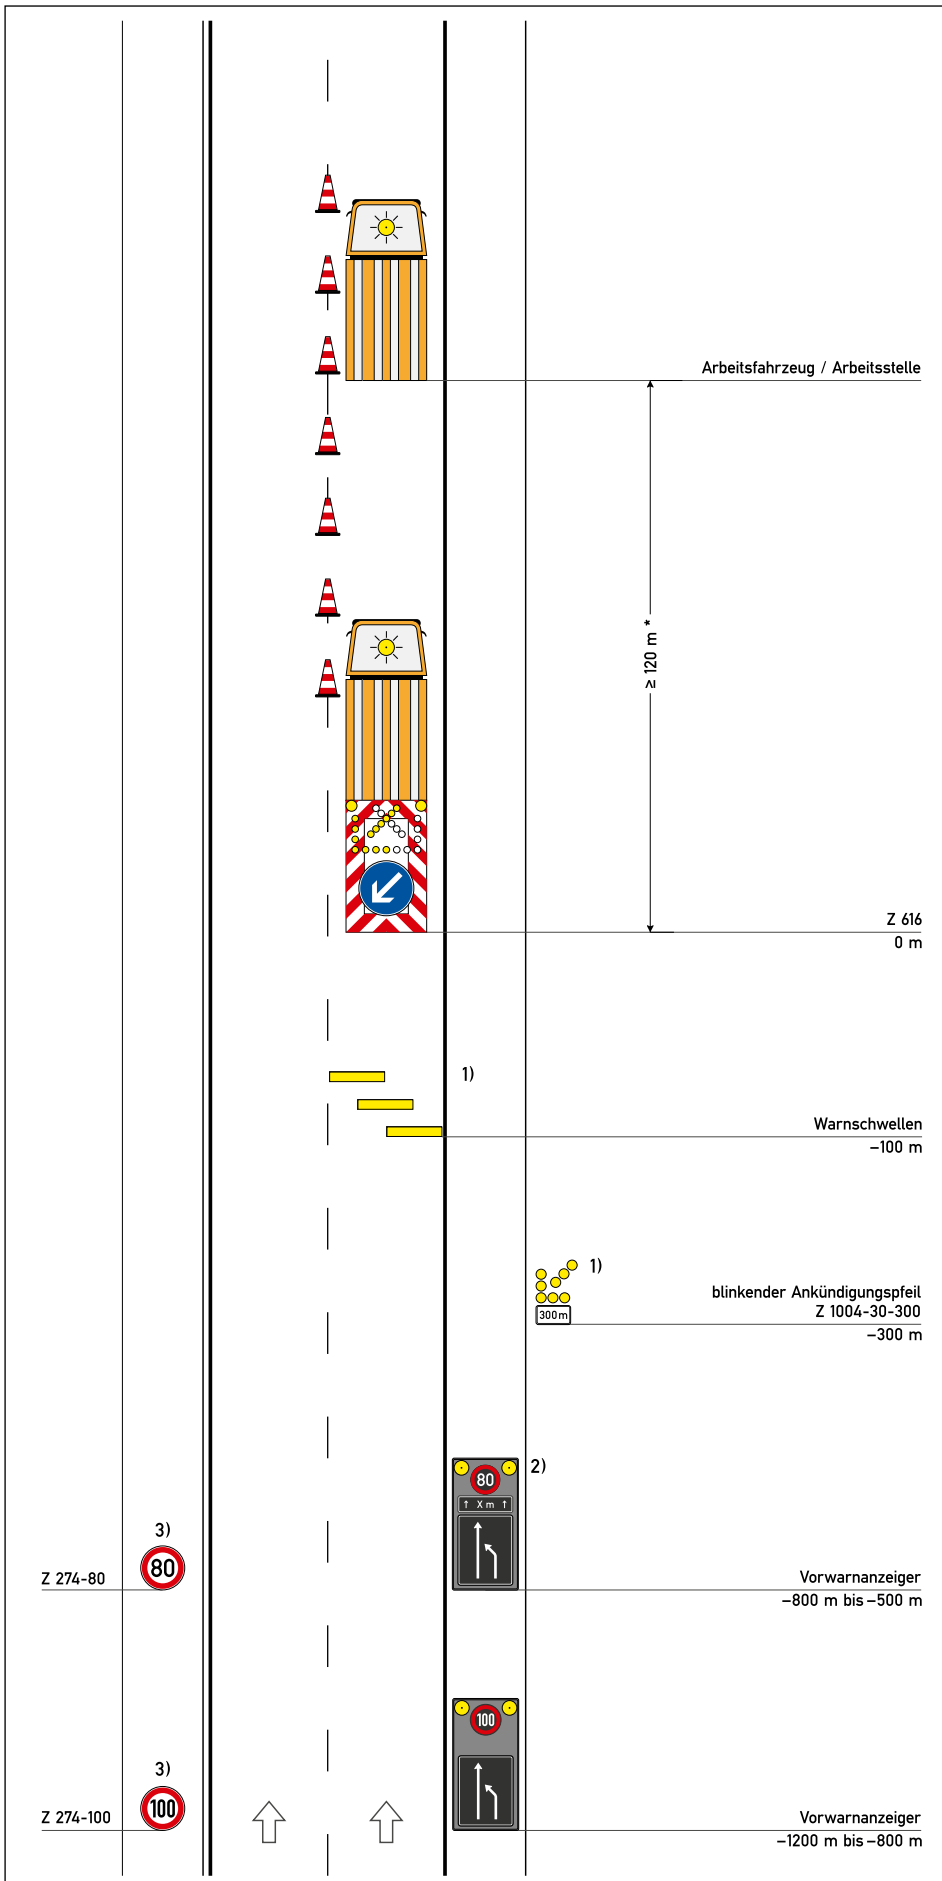 Arbeitsfahrzeug / Arbeitsstelle
≥ 120 m *
Z 616
0 m
1)
Warnschwellen
–100 m
1)
300 m
blinkender Ankündigungspfeil
Z 1004-30-300
–300 m
2)
80
↑ X m ↑
3)
80
Z 274-80
Vorwarnanzeiger
–800 m bis –500 m
100
3)
100
Z 274-100
Vorwarnanzeiger
–1200 m bis –800 m